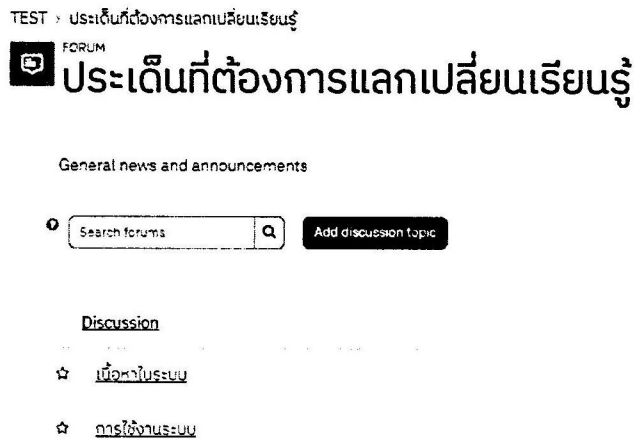 TEST › ประเด็นที่ต้องการแลกเปลี่ยนเรียนรู้
FORUM
ประเด็นที่ต้องการแลกเปลี่ยนเรียนรู้
General news and announcements
Search forums
Add discussion topic
Discussion
เนื้อหาในระบบ
การใช้งานระบบ